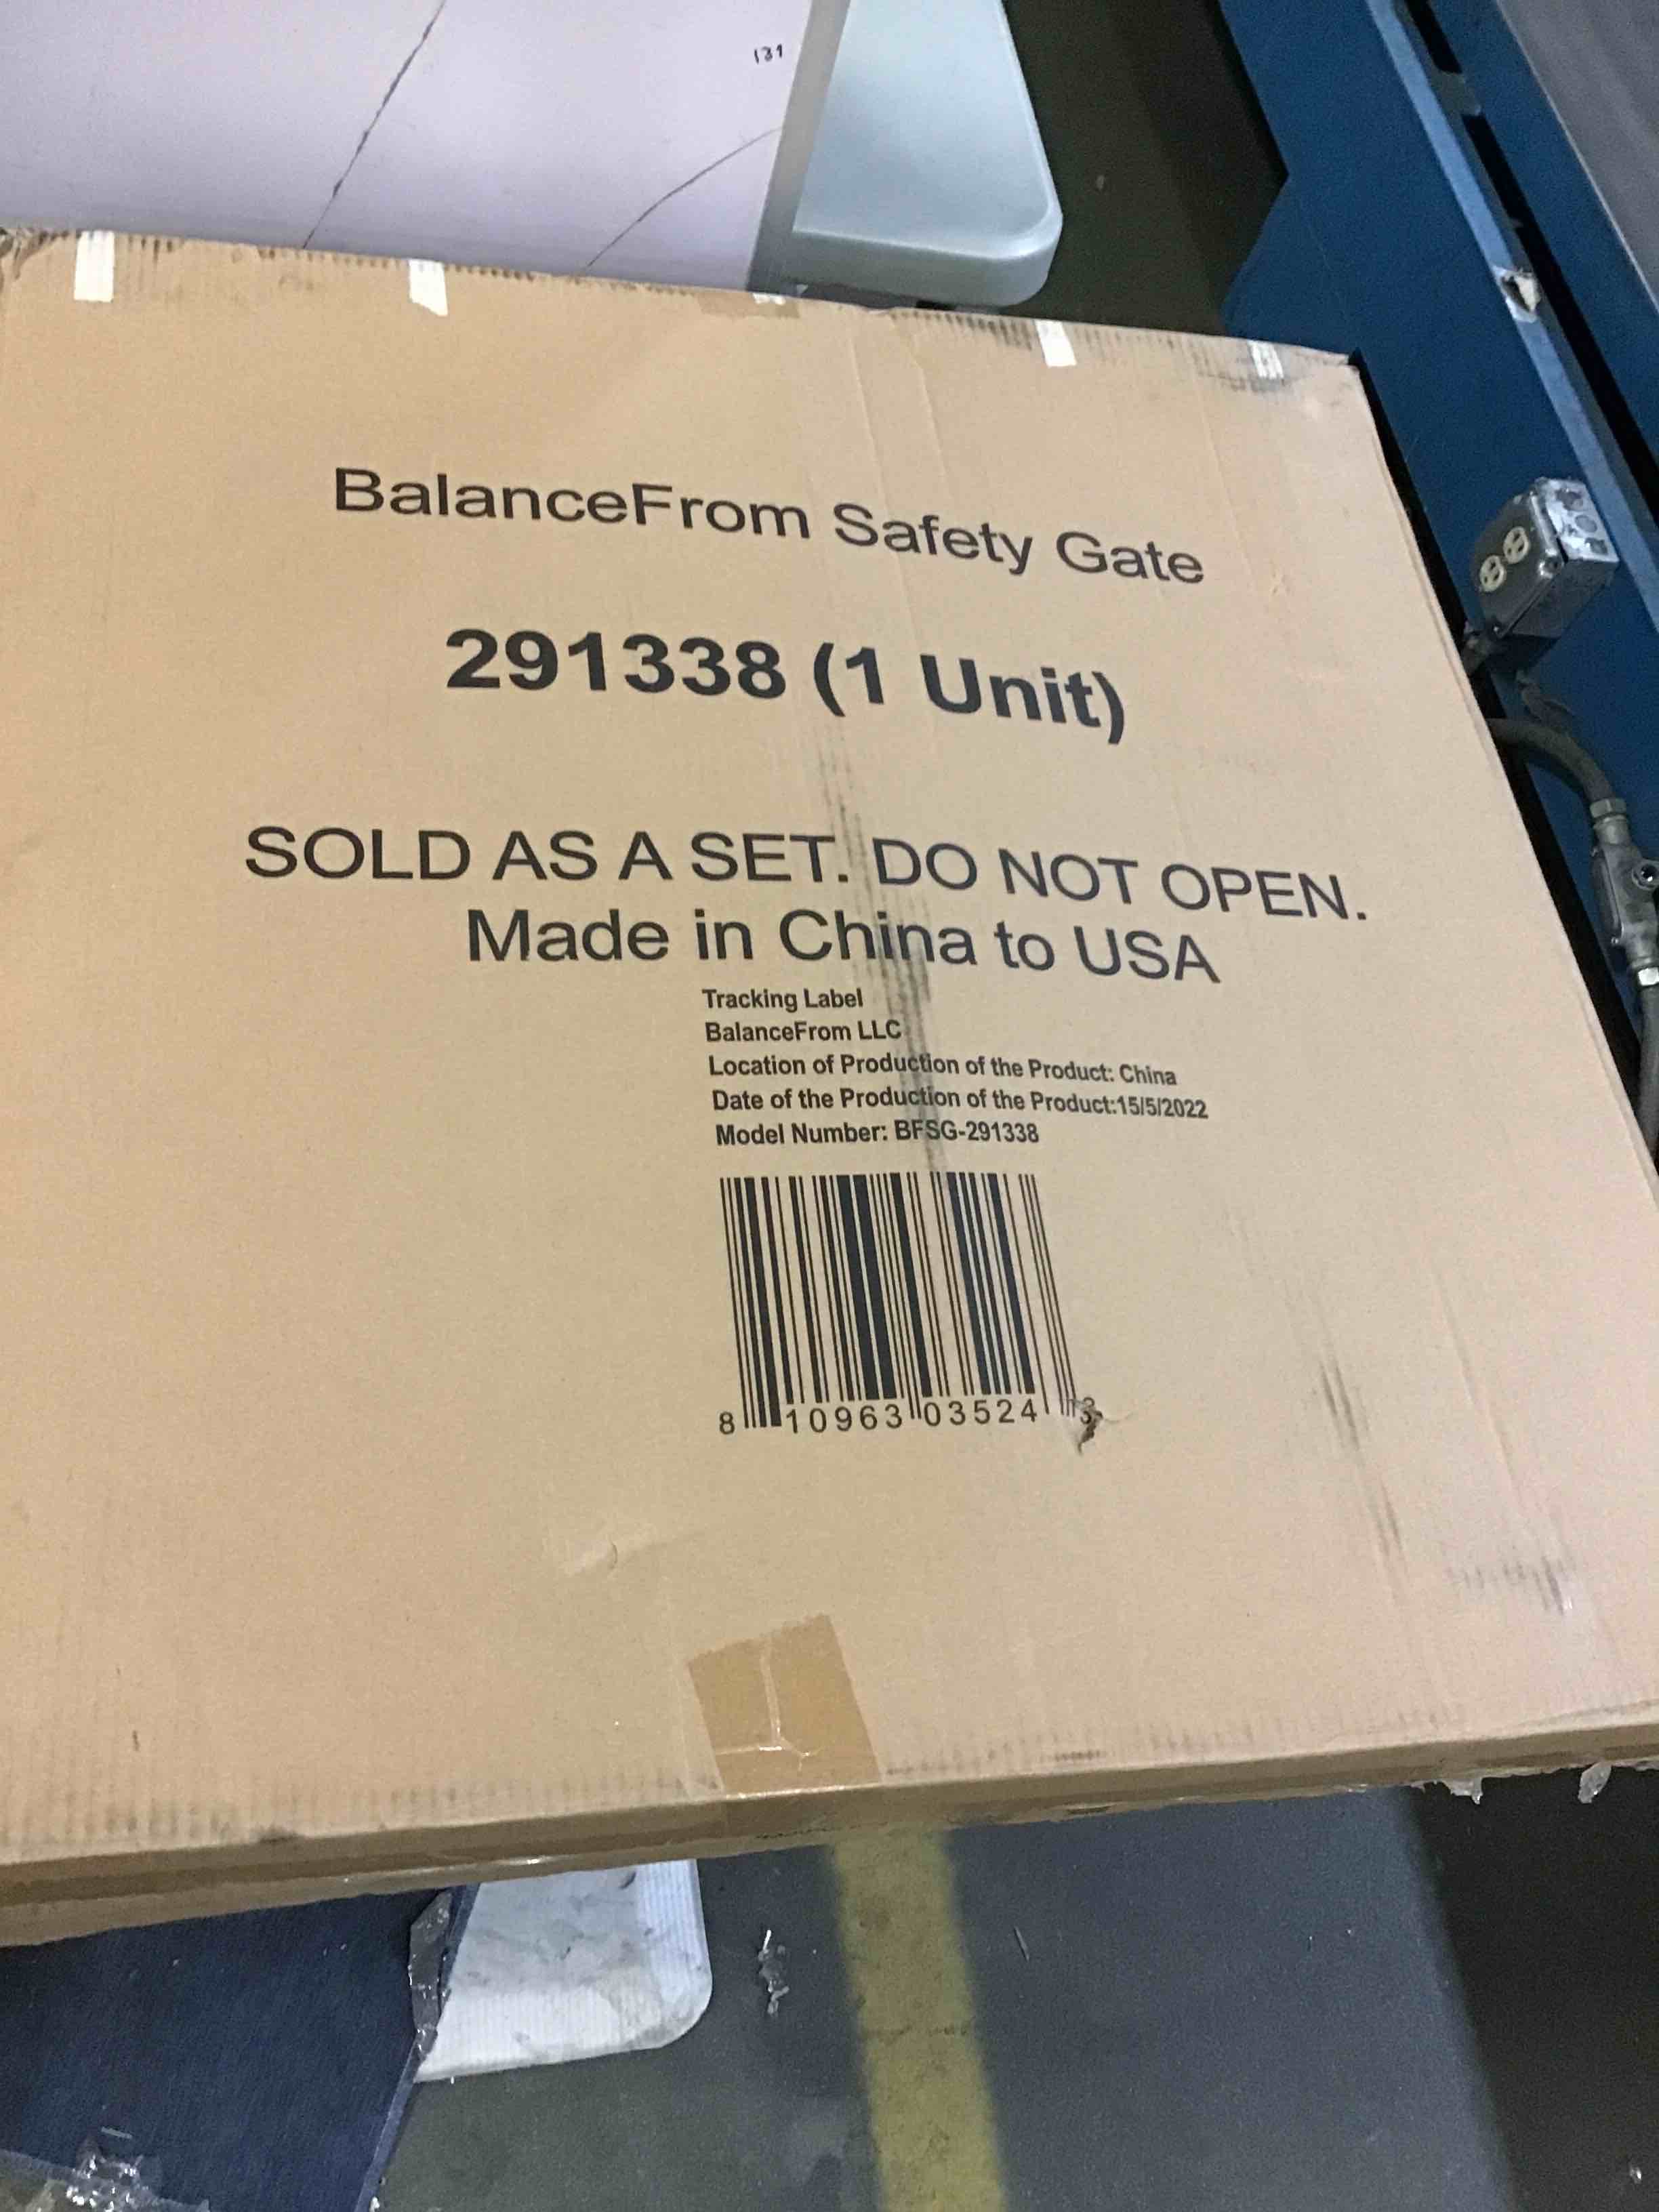 131
BalanceFrom Safety Gate
291338 (1 Unit)
SOLD AS A SET. DO NOT OPEN.
Made in China to USA
Tracking Label
BalanceFrom LLC
Location of Production of the Product: China
Date of the Production of the Product:15/5/2022
Model Number: BFSG-291338
8 10963 03524 3